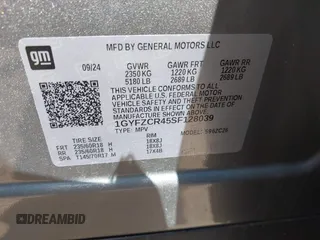 gm
MFD BY GENERAL MOTORS LLC
09/24 GVWR GAWR FRT GAWR RR
2350 KG 1220 KG 1220 KG
5180 LB 2689 LB 2689 LB
THIS VEHICLE CONFORMS TO ALL APPLICABLE
U.S. FEDERAL MOTOR VEHICLE SAFETY AND
THEFT PREVENTION STANDARDS IN EFFECT
ON THE DATE OF MANUFACTURE
SHOWN ABOVE.
1GYFZCR45SF128039
TYPE: MPV
TIRE SIZE RIM
FRT 235/60R18 H 18X8J
RR 235/60R18 H 18X8J
SPA T145/70R17 M
DREAMBID